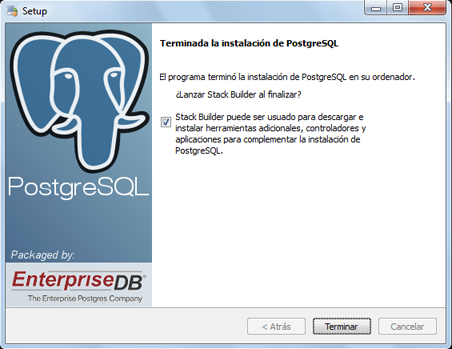 Setup
Terminada la instalación de PostgreSQL
El programa terminó la instalación de PostgreSQL en su ordenador.
¿Lanzar Stack Builder al finalizar?
Stack Builder puede ser usado para descargar e
instalar herramientas adicionales, controladores y
aplicaciones para complementar la instalación de
PostgreSQL.
PostgreSQL
Packaged by:
EnterpriseDB®
The Enterprise Postgres Company
< Atrás
Terminar
Cancelar